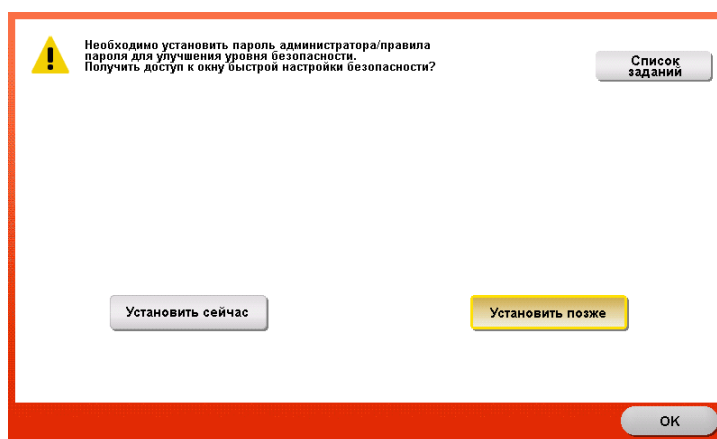 Необходимо установить пароль администратора/правила
пароля для улучшения уровня безопасности.
Получить доступ к окну быстрой настройки безопасности?
Список
заданий
Установить сейчас
Установить позже
OK